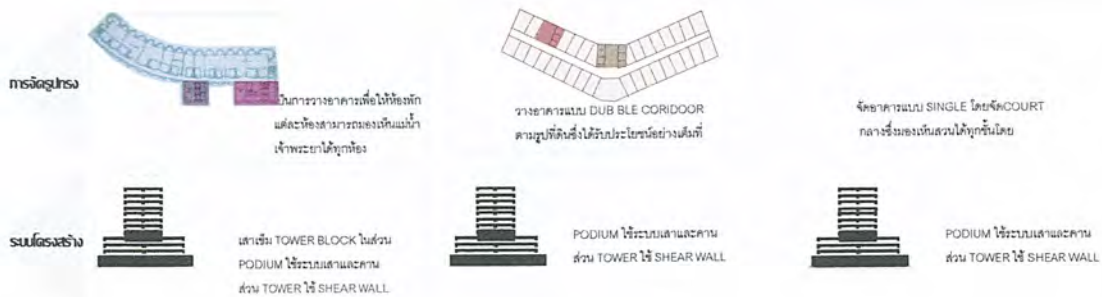 การจัดรูปทรง
เป็นการวางอาคารเพื่อให้ห้องพัก
แต่ละห้องสามารถมองเห็นแม่น้ำ
เจ้าพระยาได้ทุกห้อง
วางอาคารแบบ DUB BLE CORIDOOR
ตามรูปที่ดินซึ่งได้รับประโยชน์อย่างเต็มที่
จัดอาคารแบบ SINGLE โดยจัดCOURT
กลางซึ่งมองเห็นสวนได้ทุกชั้นโดย
ระบบโครงสร้าง
เสาเข็ม TOWER BLOCK ในส่วน
PODIUM ใช้ระบบเสาและคาน
ส่วน TOWER ใช้ SHEAR WALL
PODIUM ใช้ระบบเสาและคาน
ส่วน TOWER ใช้ SHEAR WALL
PODIUM ใช้ระบบเสาและคาน
ส่วน TOWER ใช้ SHEAR WALL